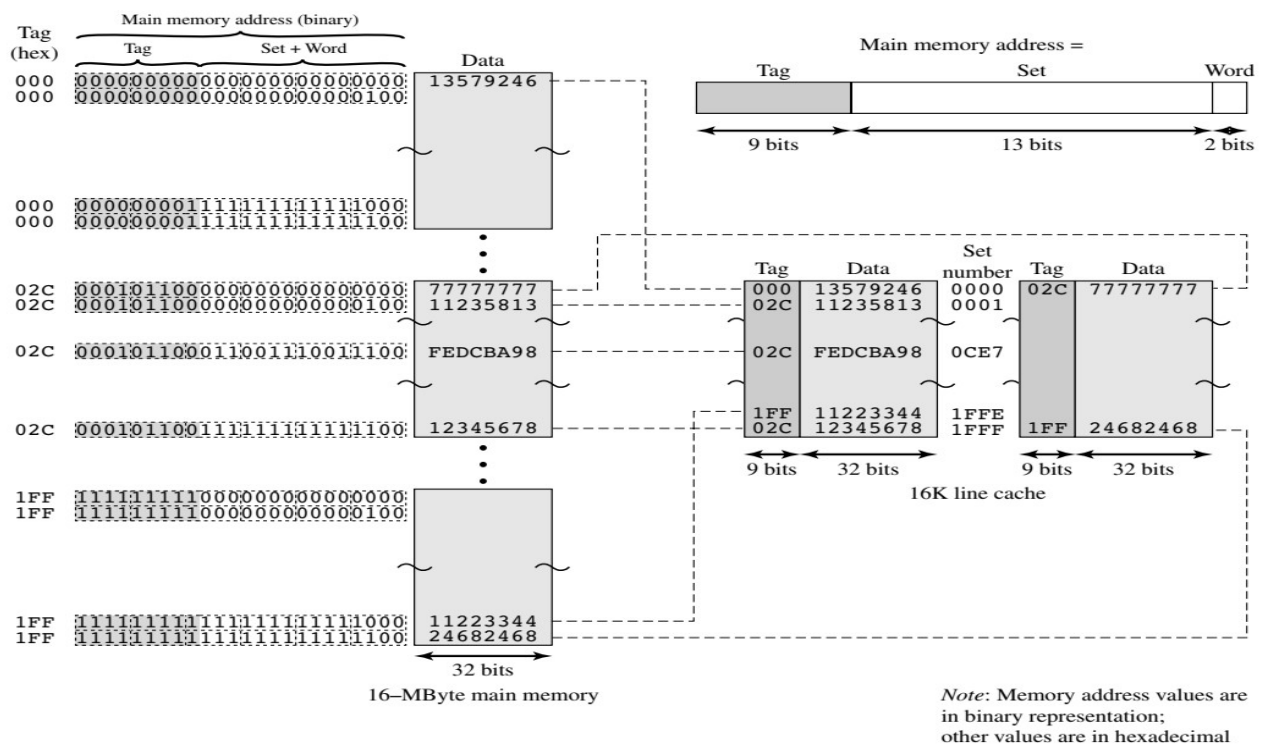 Main memory address (binary)
Tag
(hex)
Tag
Set + Word
Data
000 000000000000000000000000 13579246
000 000000000000000000000100
000 000000001111111111111000
000 000000001111111111111100
02C 000101100000000000000000 77777777
02C 000101100000000000000100 11235813
02C 000101100011001110011100 FEDCBA98
02C 000101100111111111111100 12345678
1FF 111111111000000000000000
1FF 111111111000000000000100
1FF 111111111111111111111000 11223344
1FF 111111111111111111111100 24682468
32 bits
16–MByte main memory
Main memory address =
Tag Set Word
9 bits 13 bits 2 bits
Set
Tag Data number Tag Data
000 13579246 0000 02C 77777777
02C 11235813 0001
02C FEDCBA98 0CE7
1FF 11223344 1FFE
02C 12345678 1FFF 1FF 24682468
9 bits 32 bits 9 bits 32 bits
16K line cache
Note: Memory address values are
in binary representation;
other values are in hexadecimal